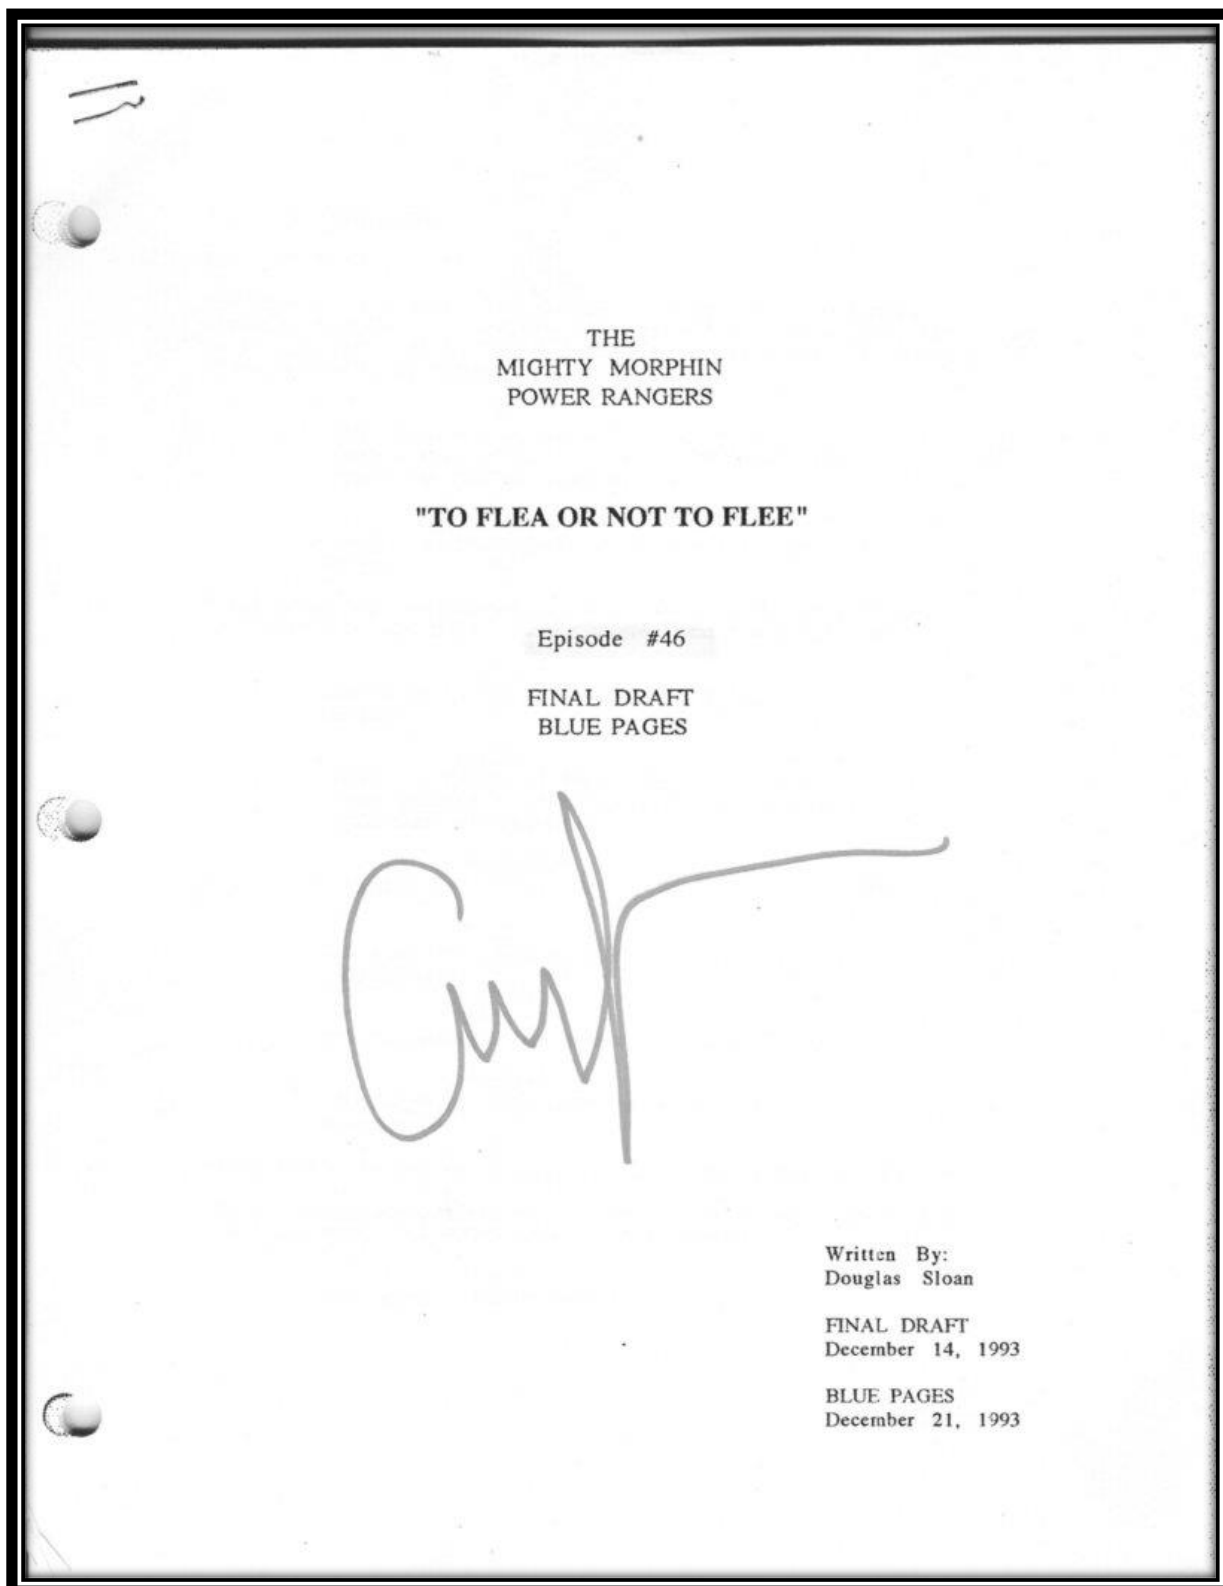 THE
MIGHTY MORPHIN
POWER RANGERS
"TO FLEA OR NOT TO FLEE"
Episode #46
FINAL DRAFT
BLUE PAGES
Written By:
Douglas Sloan
FINAL DRAFT
December 14, 1993
BLUE PAGES
December 21, 1993